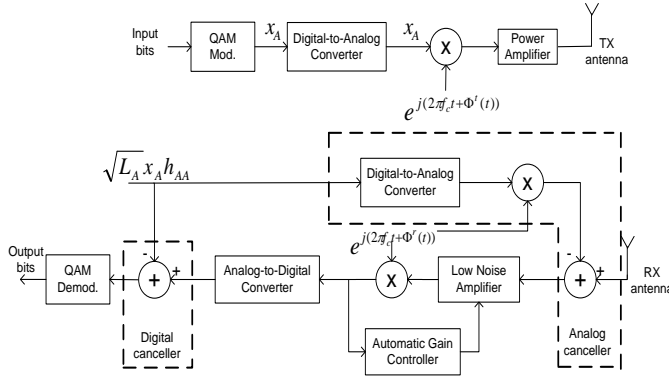 Input bits
QAM Mod.
x_A
Digital-to-Analog Converter
x_A
X
Power Amplifier
TX antenna
e^{j(2πf_c t+Φ^t(t))}
√L_A x_A h_AA
Digital-to-Analog Converter
X
e^{j(2πf_c t+Φ^r(t))}
Output bits
QAM Demod.
-
+
+
Analog-to-Digital Converter
X
Low Noise Amplifier
-
+
+
RX antenna
Digital canceller
Automatic Gain Controller
Analog canceller